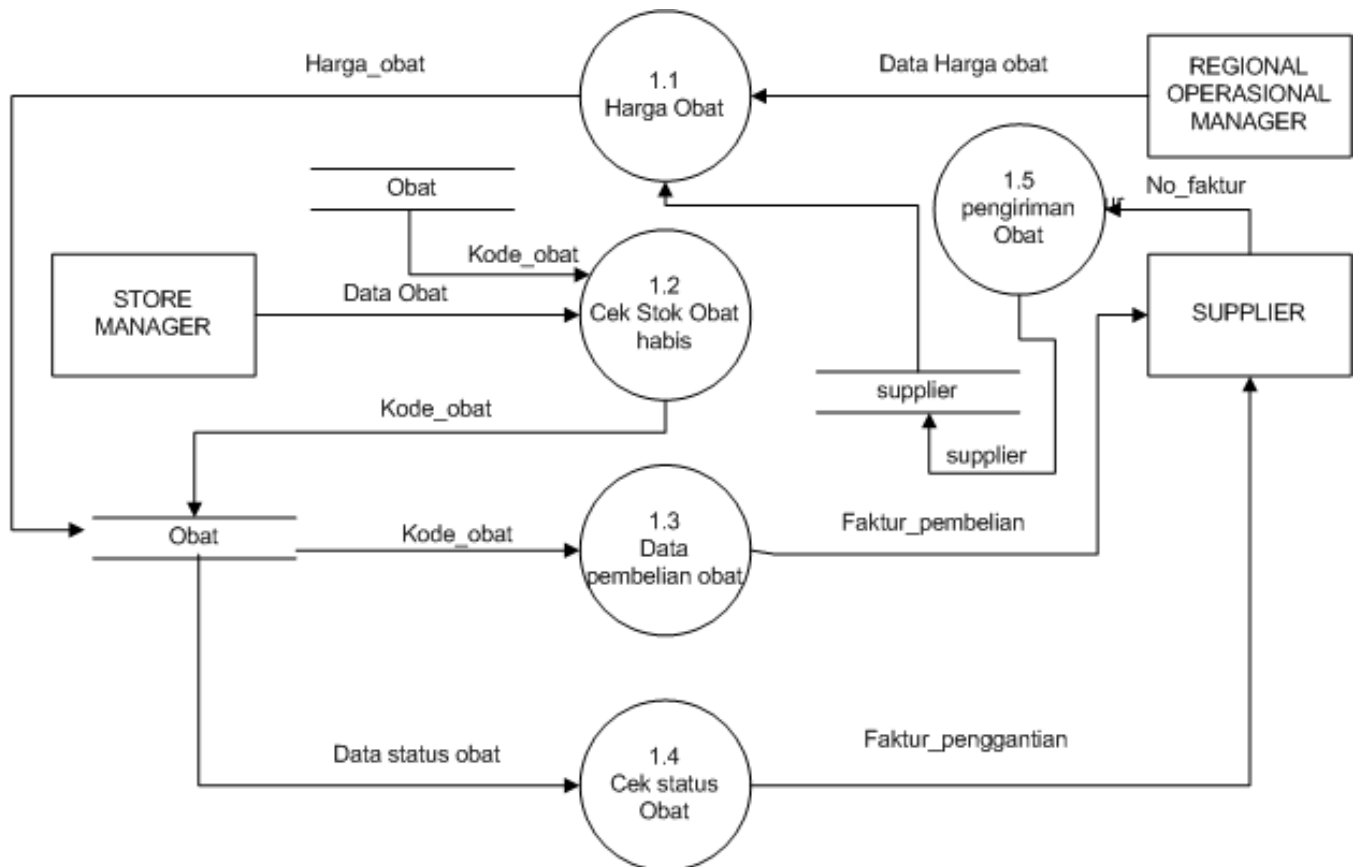 Harga_obat
1.1
Harga Obat
Data Harga obat
REGIONAL
OPERASIONAL
MANAGER
Obat
1.5
pengiriman
Obat
No_faktur
ur
Kode_obat
STORE
MANAGER
Data Obat
1.2
Cek Stok Obat
habis
SUPPLIER
supplier
Kode_obat
supplier
Obat
Kode_obat
1.3
Data
pembelian obat
Faktur_pembelian
Data status obat
1.4
Cek status
Obat
Faktur_penggantian